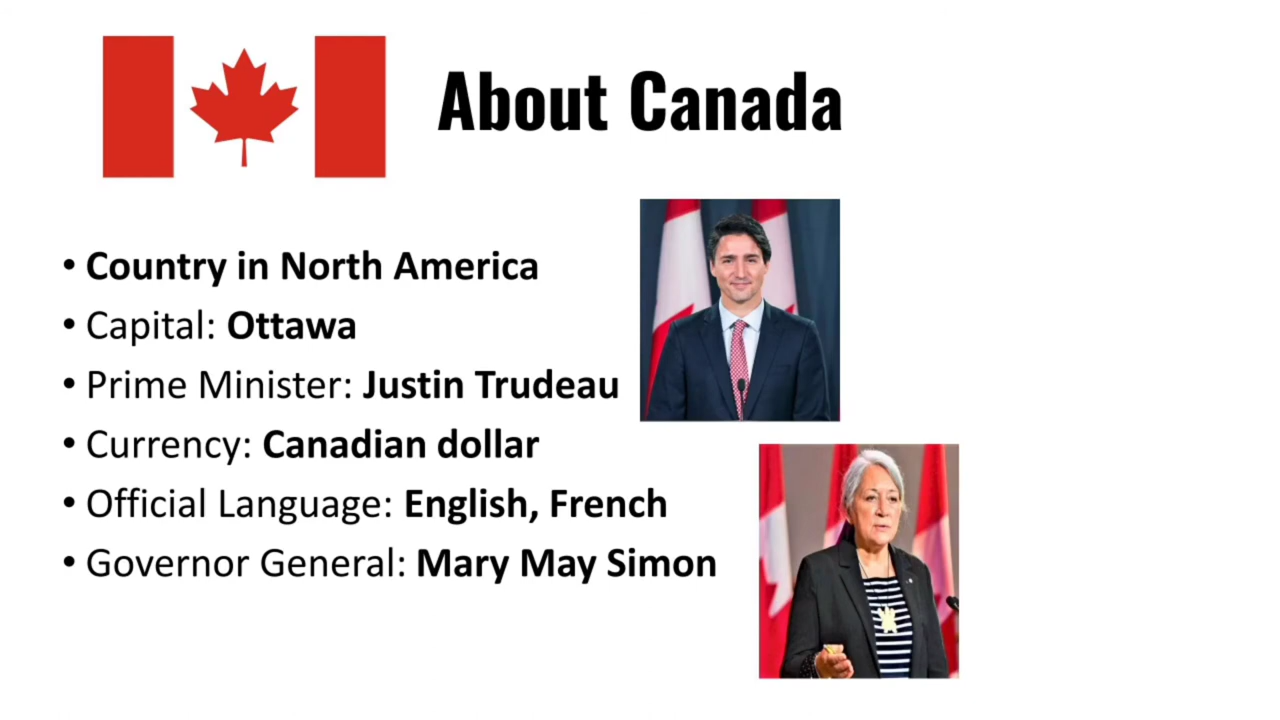 About Canada
• Country in North America
• Capital: Ottawa
• Prime Minister: Justin Trudeau
• Currency: Canadian dollar
• Official Language: English, French
• Governor General: Mary May Simon